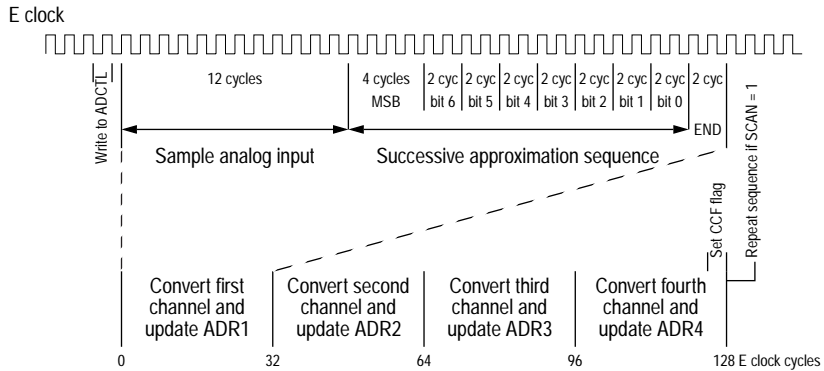 E clock
Write to ADCTL
12 cycles
4 cycles
MSB
2 cyc
bit 6
2 cyc
bit 5
2 cyc
bit 4
2 cyc
bit 3
2 cyc
bit 2
2 cyc
bit 1
2 cyc
bit 0
2 cyc
END
Sample analog input
Successive approximation sequence
Set CCF flag
Repeat sequence if SCAN = 1
Convert first
channel and
update ADR1
Convert second
channel and
update ADR2
Convert third
channel and
update ADR3
Convert fourth
channel and
update ADR4
0
32
64
96
128 E clock cycles